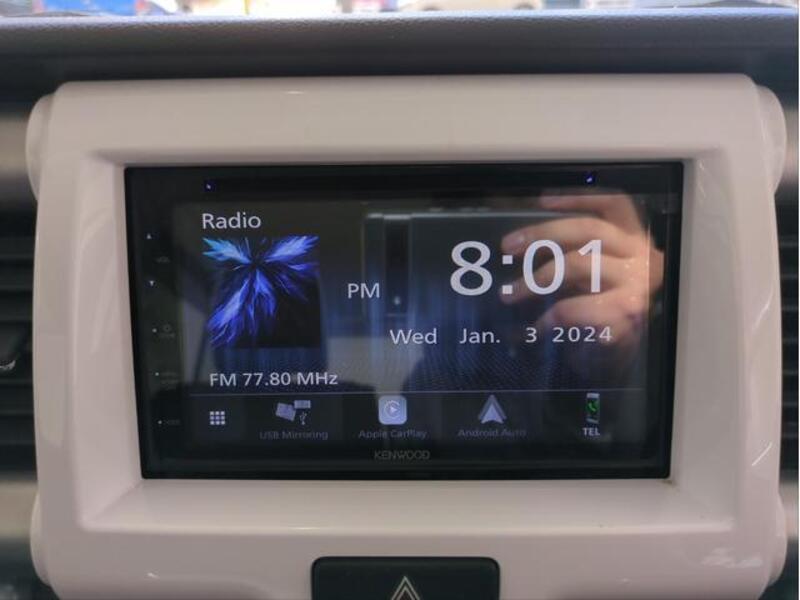 Radio
PM 8:01
Wed Jan. 3 2024
FM 77.80 MHz
USB Mirroring Apple CarPlay Android Auto TEL
KENWOOD